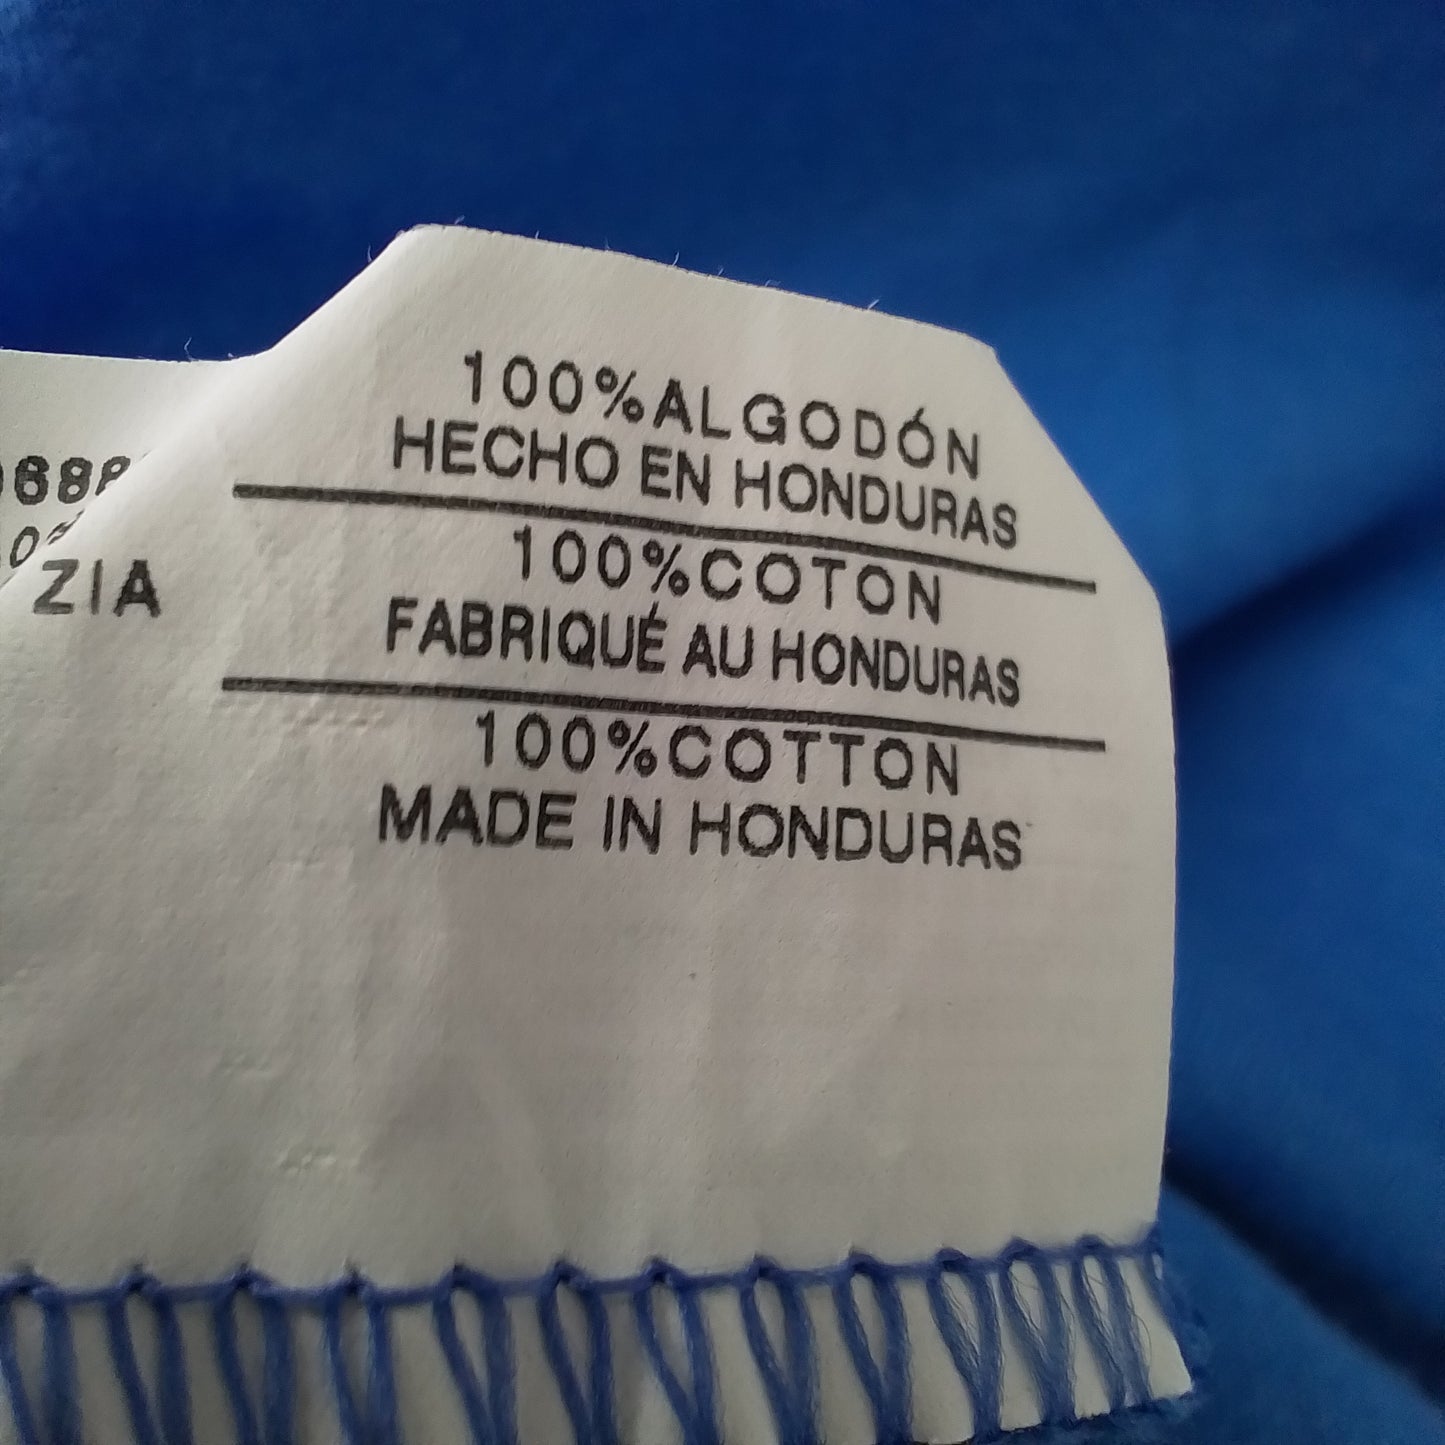 100%ALGODÓN
HECHO EN HONDURAS
100%COTON
FABRIQUÉ AU HONDURAS
100%COTTON
MADE IN HONDURAS
ZIA